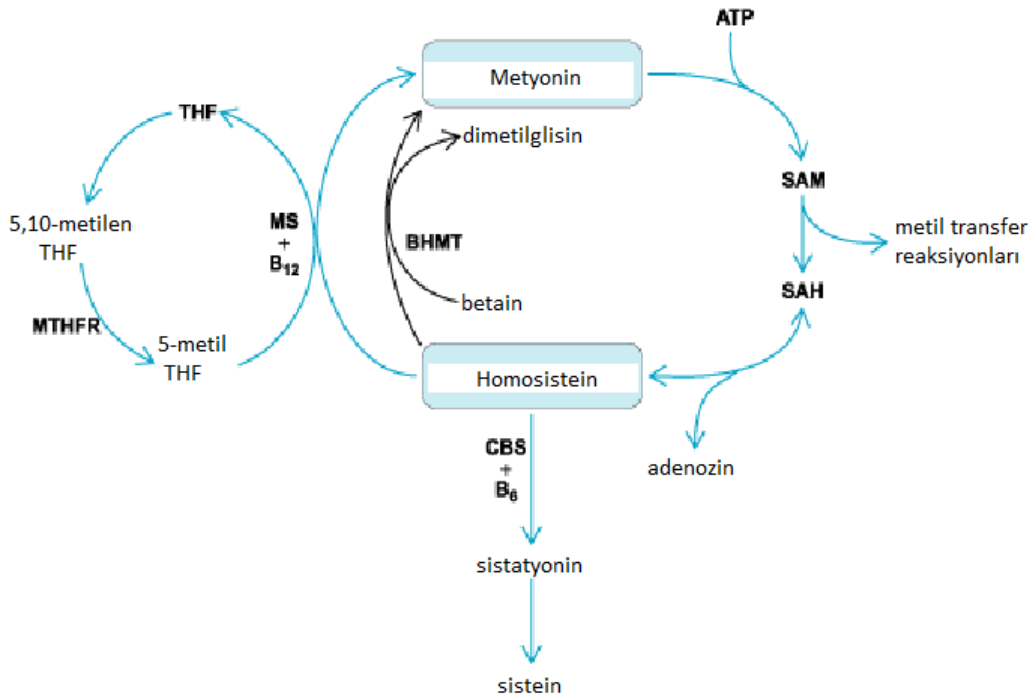 ATP
Metyonin
THF
dimetilglisin
SAM
5,10-metilen
THF
MS
+
B₁₂
BHMT
metil transfer
reaksiyonları
betain
SAH
MTHFR
5-metil
THF
Homosistein
CBS
+
B₆
adenozin
sistatyonin
sistein